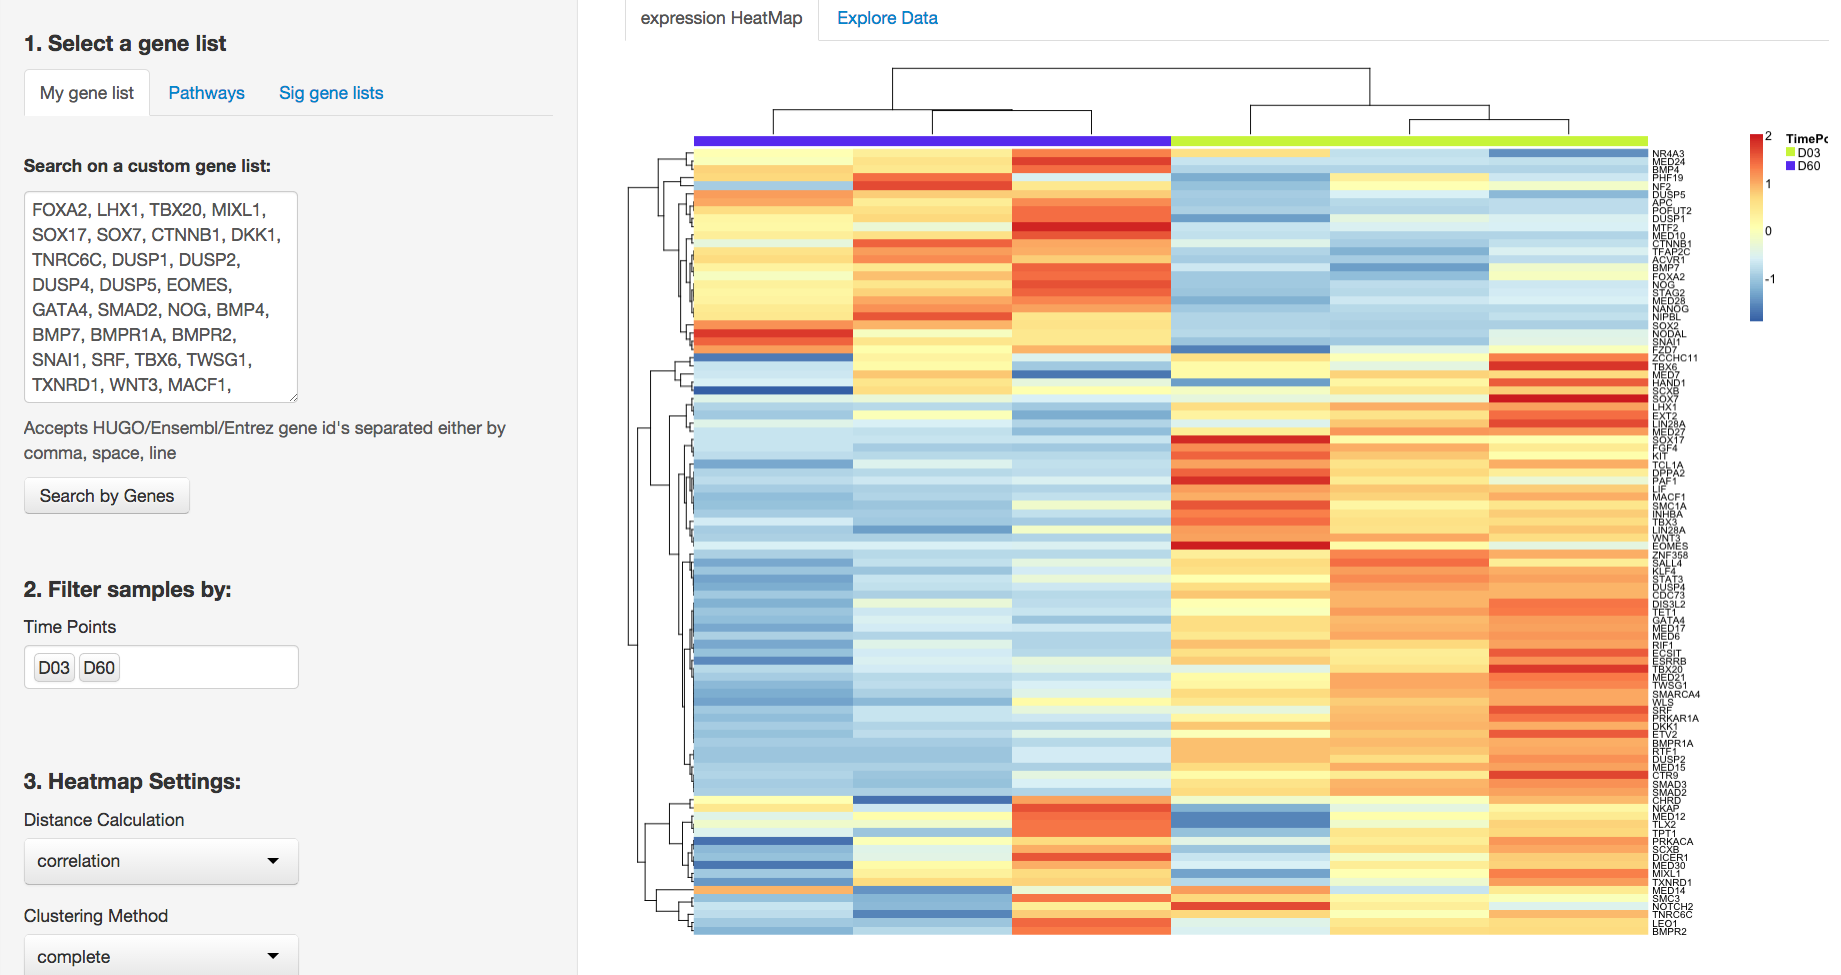 1. Select a gene list
My gene list
Pathways
Sig gene lists
Search on a custom gene list:
FOXA2, LHX1, TBX20, MIXL1,
SOX17, SOX7, CTNNB1, DKK1,
TNRC6C, DUSP1, DUSP2,
DUSP4, DUSP5, EOMES,
GATA4, SMAD2, NOG, BMP4,
BMP7, BMPR1A, BMPR2,
SNAI1, SRF, TBX6, TWSG1,
TXNRD1, WNT3, MACF1,
Accepts HUGO/Ensembl/Entrez gene id's separated either by
comma, space, line
Search by Genes
2. Filter samples by:
Time Points
D03 D60
3. Heatmap Settings:
Distance Calculation
correlation
Clustering Method
complete
expression HeatMap
Explore Data
NR4A3
MED24
BMP4
PHF19
NF2
DUSP5
APC
POFUT2
DUSP1
MTF2
MED10
CTNNB1
TFAP2C
ACVR1
BMP7
FOXA2
NOG
STAG2
MED28
NANOG
NIPBL
SOX2
NODAL
SNAI1
FZD7
ZCCHC11
TBX6
MED7
HAND1
SCXB
SOX7
LHX1
EXT2
LIN28A
MED27
SOX17
FGF4
KIT
TCL1A
DPPA2
PAF1
LIF
MACF1
SMC1A
INHBA
TBX3
LIN28A
WNT3
EOMES
ZNF358
SALL4
KLF4
STAT3
DUSP4
CDC73
DIS3L2
TET1
GATA4
MED17
MED6
RIF1
ECSIT
ESRRB
TBX20
MED21
TWSG1
SMARCA4
WLS
SRF
PRKAR1A
DKK1
ETV2
BMPR1A
RTF1
DUSP2
MED15
CTR9
SMAD3
SMAD2
CHRD
NKAP
MED12
TLX2
TPT1
PRKACA
SCXB
DICER1
MED30
MIXL1
TXNRD1
MED14
SMC3
NOTCH2
TNRC6C
LEO1
BMPR2
2
1
0
-1
TimePo
D03
D60